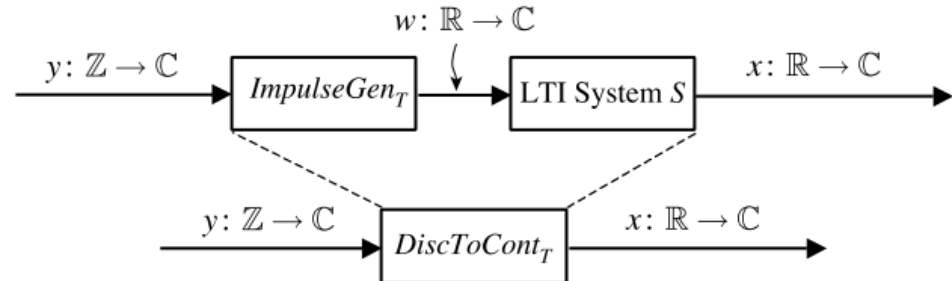 w: ℝ → ℂ
y: ℤ → ℂ
ImpulseGen_T
LTI System S
x: ℝ → ℂ
y: ℤ → ℂ
DiscToCont_T
x: ℝ → ℂ